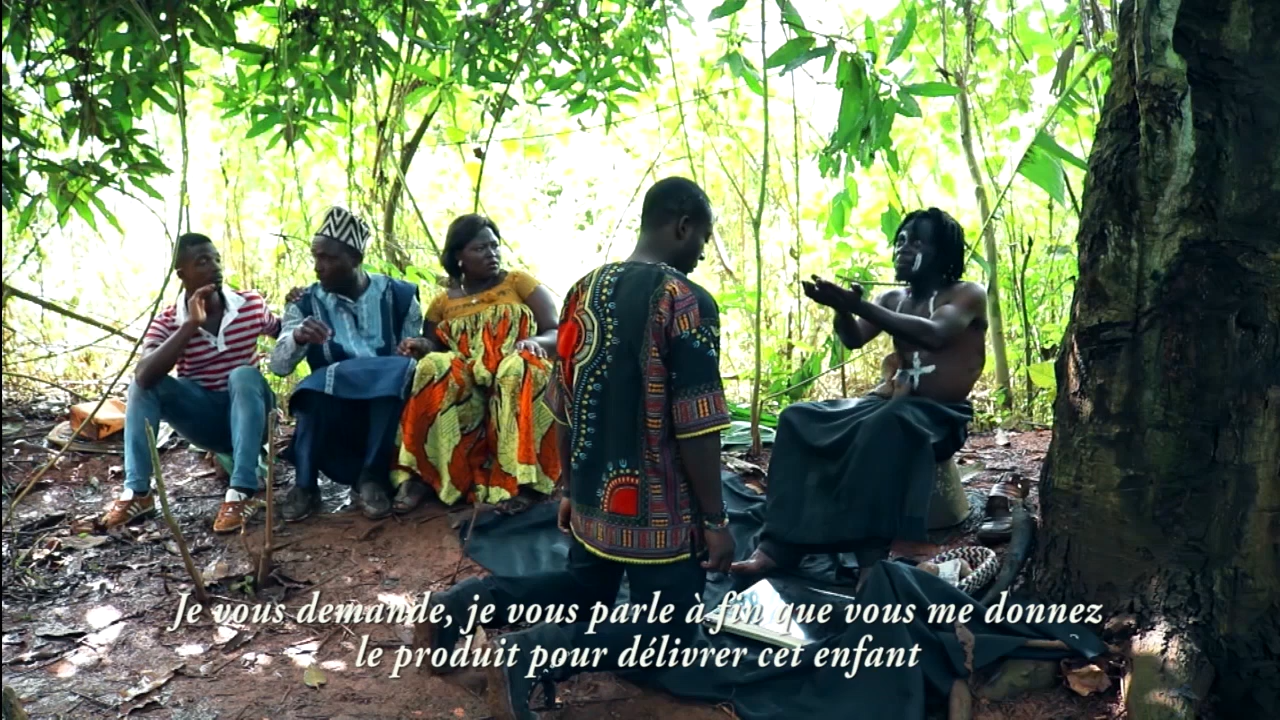 Je vous demande, je vous parle à fin que vous me donnez
le produit pour délivrer cet enfant